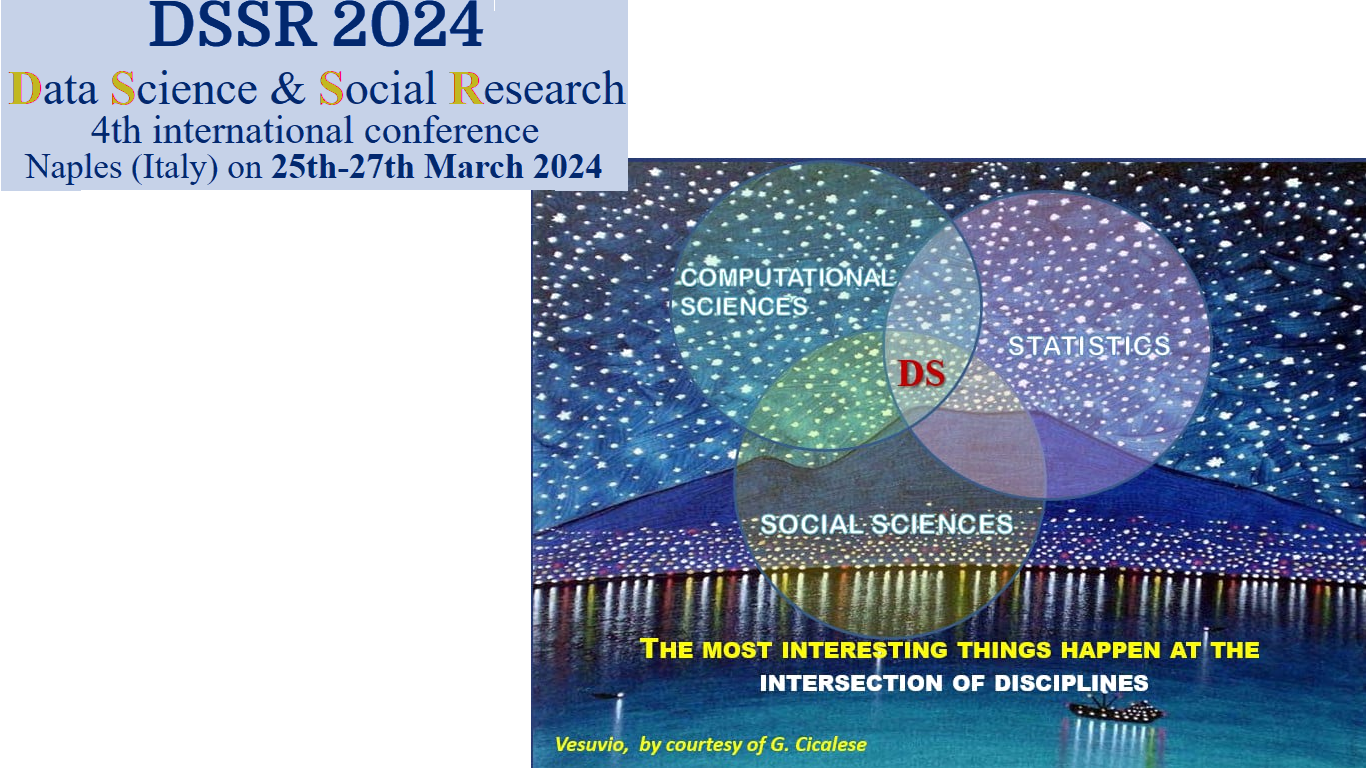 DSSR 2024
Data Science & Social Research
4th international conference
Naples (Italy) on 25th-27th March 2024
COMPUTATIONAL
SCIENCES
STATISTICS
DS
SOCIAL SCIENCES
THE MOST INTERESTING THINGS HAPPEN AT THE
INTERSECTION OF DISCIPLINES
Vesuvio, by courtesy of G. Cicalese